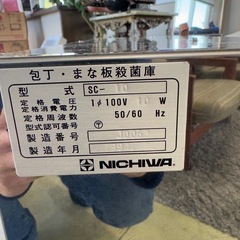 包丁・まな板殺菌庫
型式 SC-10
定格電圧 1φ100V
定格消費電力 10 W
定格周波数 50/60 Hz
型式認可番号 〒
製造番号
製造年月
NICHIWA